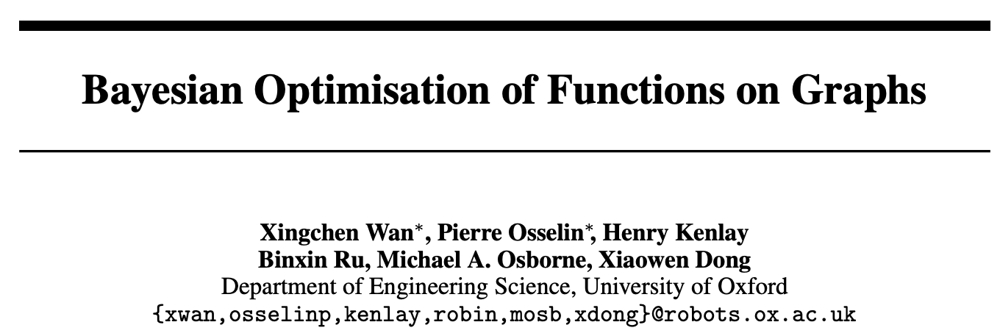 Bayesian Optimisation of Functions on Graphs
Xingchen Wan*, Pierre Osselin*, Henry Kenlay
Binxin Ru, Michael A. Osborne, Xiaowen Dong
Department of Engineering Science, University of Oxford
{xwan,osselinp,kenlay,robin,mosb,xdong}@robots.ox.ac.uk